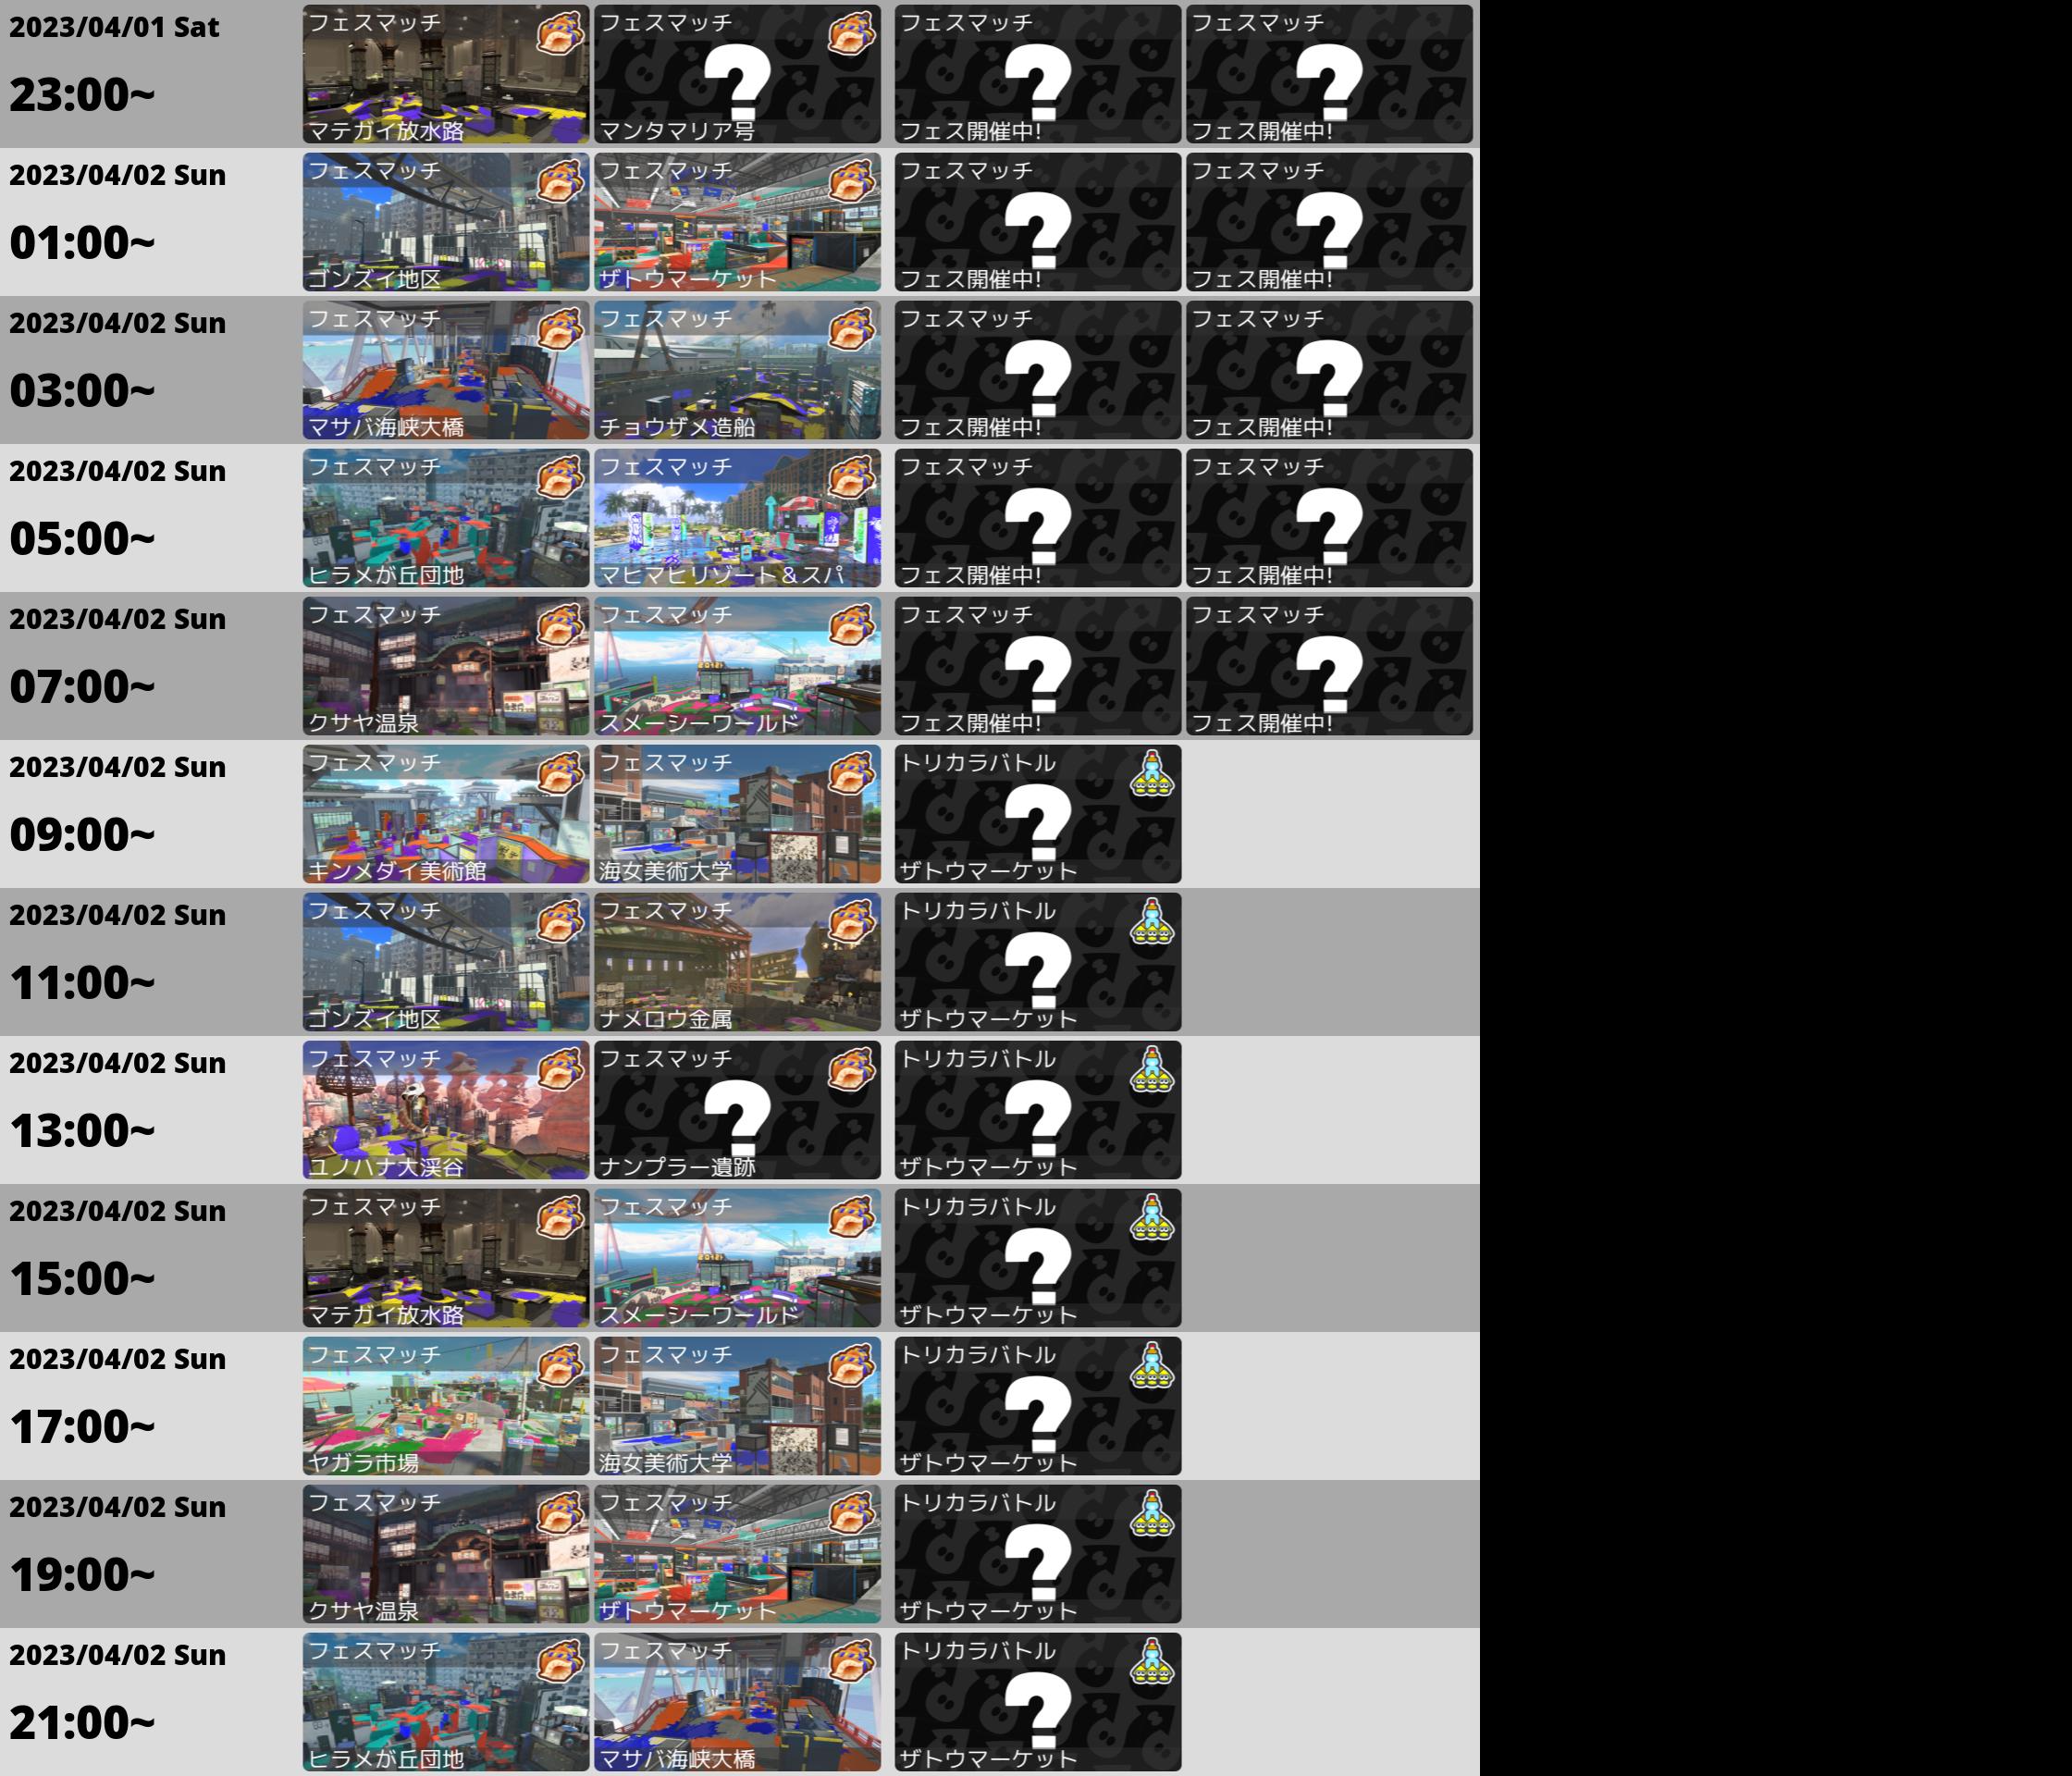 2023/04/01 Sat
23:00~
フェスマッチ
マテガイ放水路
フェスマッチ
マンタマリア号
フェスマッチ
フェス開催中!
フェスマッチ
フェス開催中!
2023/04/02 Sun
01:00~
フェスマッチ
ゴンズイ地区
フェスマッチ
ザトウマーケット
フェスマッチ
フェス開催中!
フェスマッチ
フェス開催中!
2023/04/02 Sun
03:00~
フェスマッチ
マサバ海峡大橋
フェスマッチ
チョウザメ造船
フェスマッチ
フェス開催中!
フェスマッチ
フェス開催中!
2023/04/02 Sun
05:00~
フェスマッチ
ヒラメが丘団地
フェスマッチ
マヒマヒリゾート&スパ
フェスマッチ
フェス開催中!
フェスマッチ
フェス開催中!
2023/04/02 Sun
07:00~
フェスマッチ
クサヤ温泉
フェスマッチ
スメーシーワールド
フェスマッチ
フェス開催中!
フェスマッチ
フェス開催中!
2023/04/02 Sun
09:00~
フェスマッチ
キンメダイ美術館
フェスマッチ
海女美術大学
トリカラバトル
ザトウマーケット
2023/04/02 Sun
11:00~
フェスマッチ
ゴンズイ地区
フェスマッチ
ナメロウ金属
トリカラバトル
ザトウマーケット
2023/04/02 Sun
13:00~
フェスマッチ
ユノハナ大渓谷
フェスマッチ
ナンプラー遺跡
トリカラバトル
ザトウマーケット
2023/04/02 Sun
15:00~
フェスマッチ
マテガイ放水路
フェスマッチ
スメーシーワールド
トリカラバトル
ザトウマーケット
2023/04/02 Sun
17:00~
フェスマッチ
ヤガラ市場
フェスマッチ
海女美術大学
トリカラバトル
ザトウマーケット
2023/04/02 Sun
19:00~
フェスマッチ
クサヤ温泉
フェスマッチ
ザトウマーケット
トリカラバトル
ザトウマーケット
2023/04/02 Sun
21:00~
フェスマッチ
ヒラメが丘団地
フェスマッチ
マサバ海峡大橋
トリカラバトル
ザトウマーケット